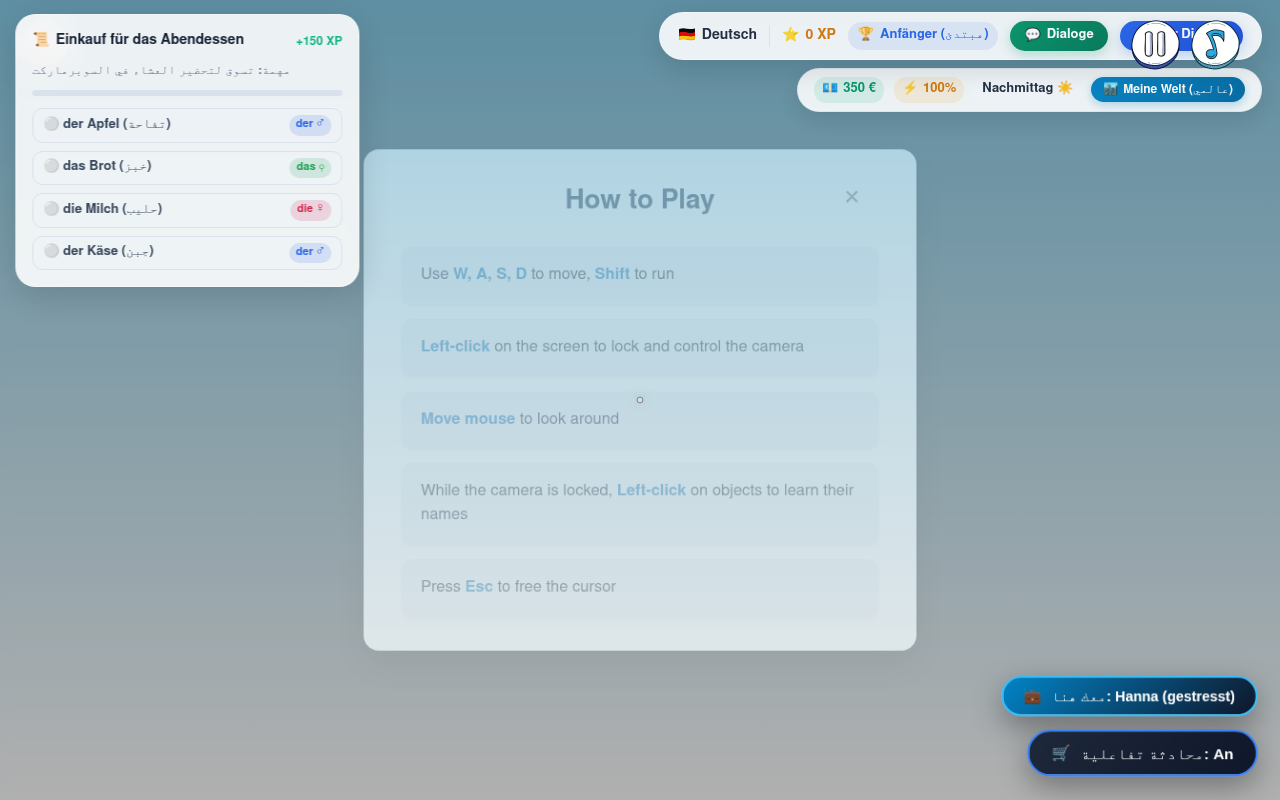 Einkauf für das Abendessen
+150 XP
مهمة: تسوق لتحضير العشاء في السوبرماركت
der Apfel (تفاحة)
der ♂
das Brot (خبز)
das ♀
die Milch (حليب)
die ♀
der Käse (جبن)
der ♂
Deutsch
0 XP
Anfänger (مبتدئ)
Dialoge
350 €
100%
Nachmittag
Meine Welt (عالمي)
How to Play
×
Use W, A, S, D to move, Shift to run
Left-click on the screen to lock and control the camera
Move mouse to look around
While the camera is locked, Left-click on objects to learn their
names
Press Esc to free the cursor
معك هنا: Hanna (gestresst)
محادثة تفاعلية: An